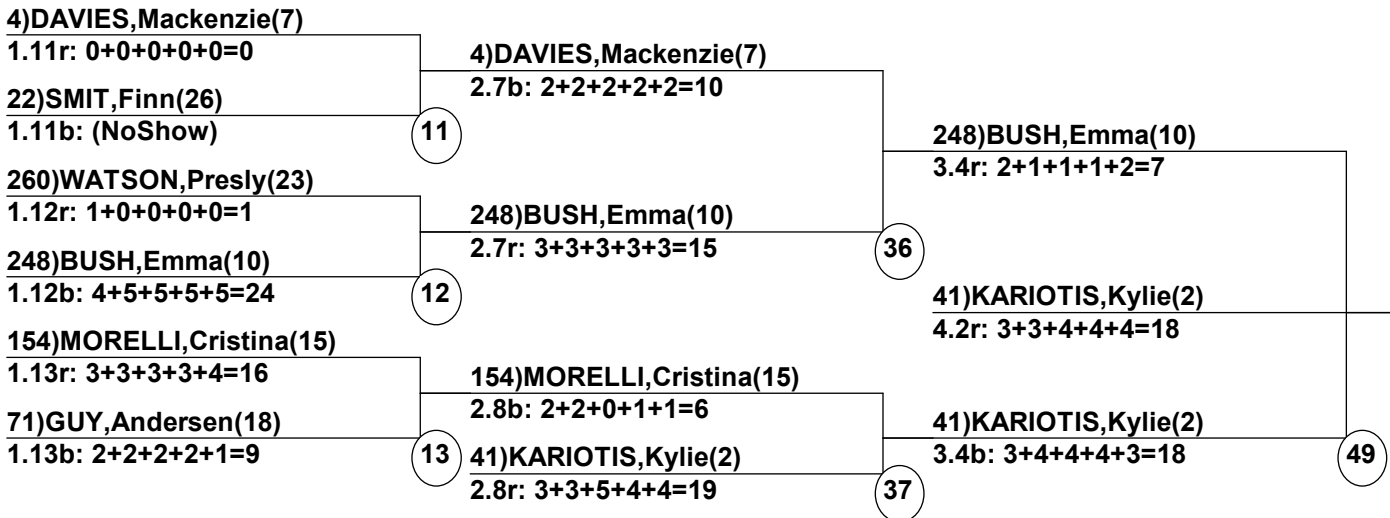 4)DAVIES,Mackenzie(7)
1.11r: 0+0+0+0+0=0
22)SMIT,Finn(26)
1.11b: (NoShow)
11
260)WATSON,Presly(23)
1.12r: 1+0+0+0+0=1
248)BUSH,Emma(10)
1.12b: 4+5+5+5+5=24
12
154)MORELLI,Cristina(15)
1.13r: 3+3+3+3+4=16
71)GUY,Andersen(18)
1.13b: 2+2+2+2+1=9
13
4)DAVIES,Mackenzie(7)
2.7b: 2+2+2+2+2=10
248)BUSH,Emma(10)
2.7r: 3+3+3+3+3=15
36
154)MORELLI,Cristina(15)
2.8b: 2+2+0+1+1=6
41)KARIOTIS,Kylie(2)
2.8r: 3+3+5+4+4=19
37
248)BUSH,Emma(10)
3.4r: 2+1+1+1+2=7
41)KARIOTIS,Kylie(2)
4.2r: 3+3+4+4+4=18
41)KARIOTIS,Kylie(2)
3.4b: 3+4+4+4+3=18
49